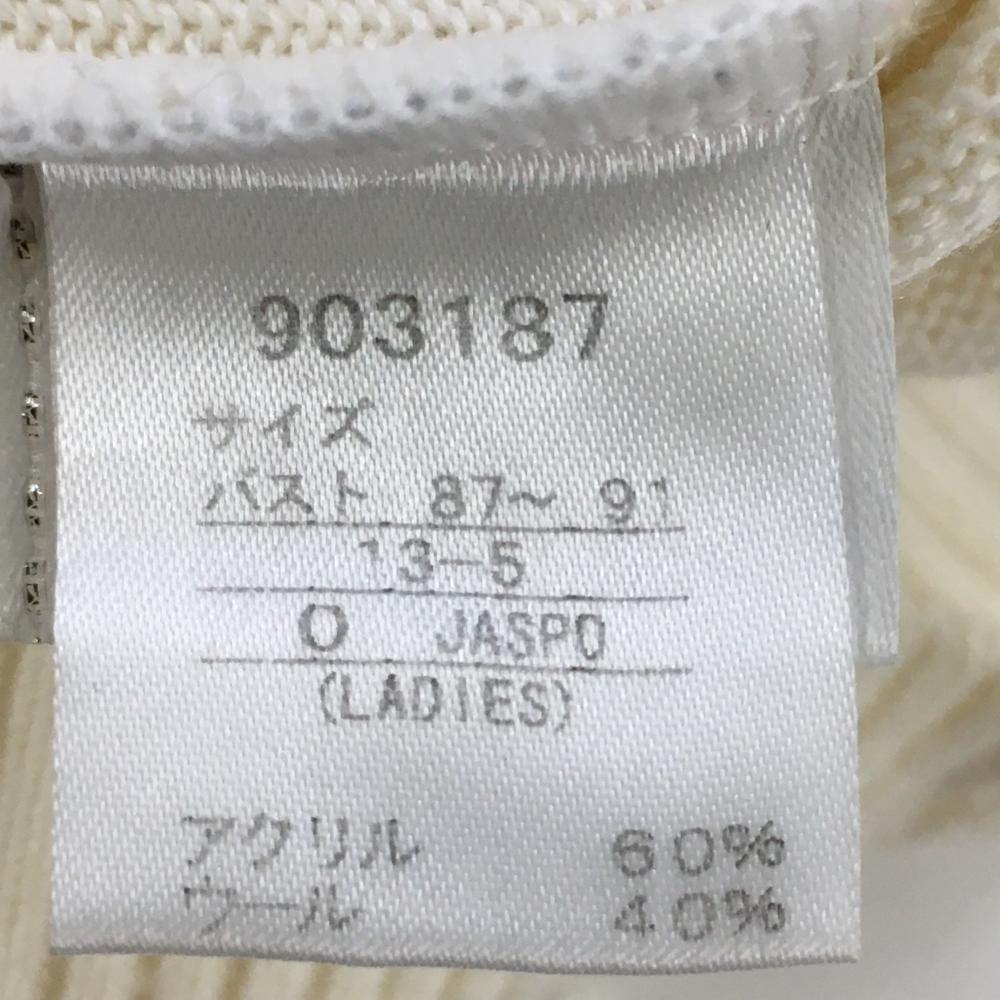 903187
サイズ
バスト 87〜 91
13-5
O JASPO
(LADIES)
アクリル 60%
ウール 40%